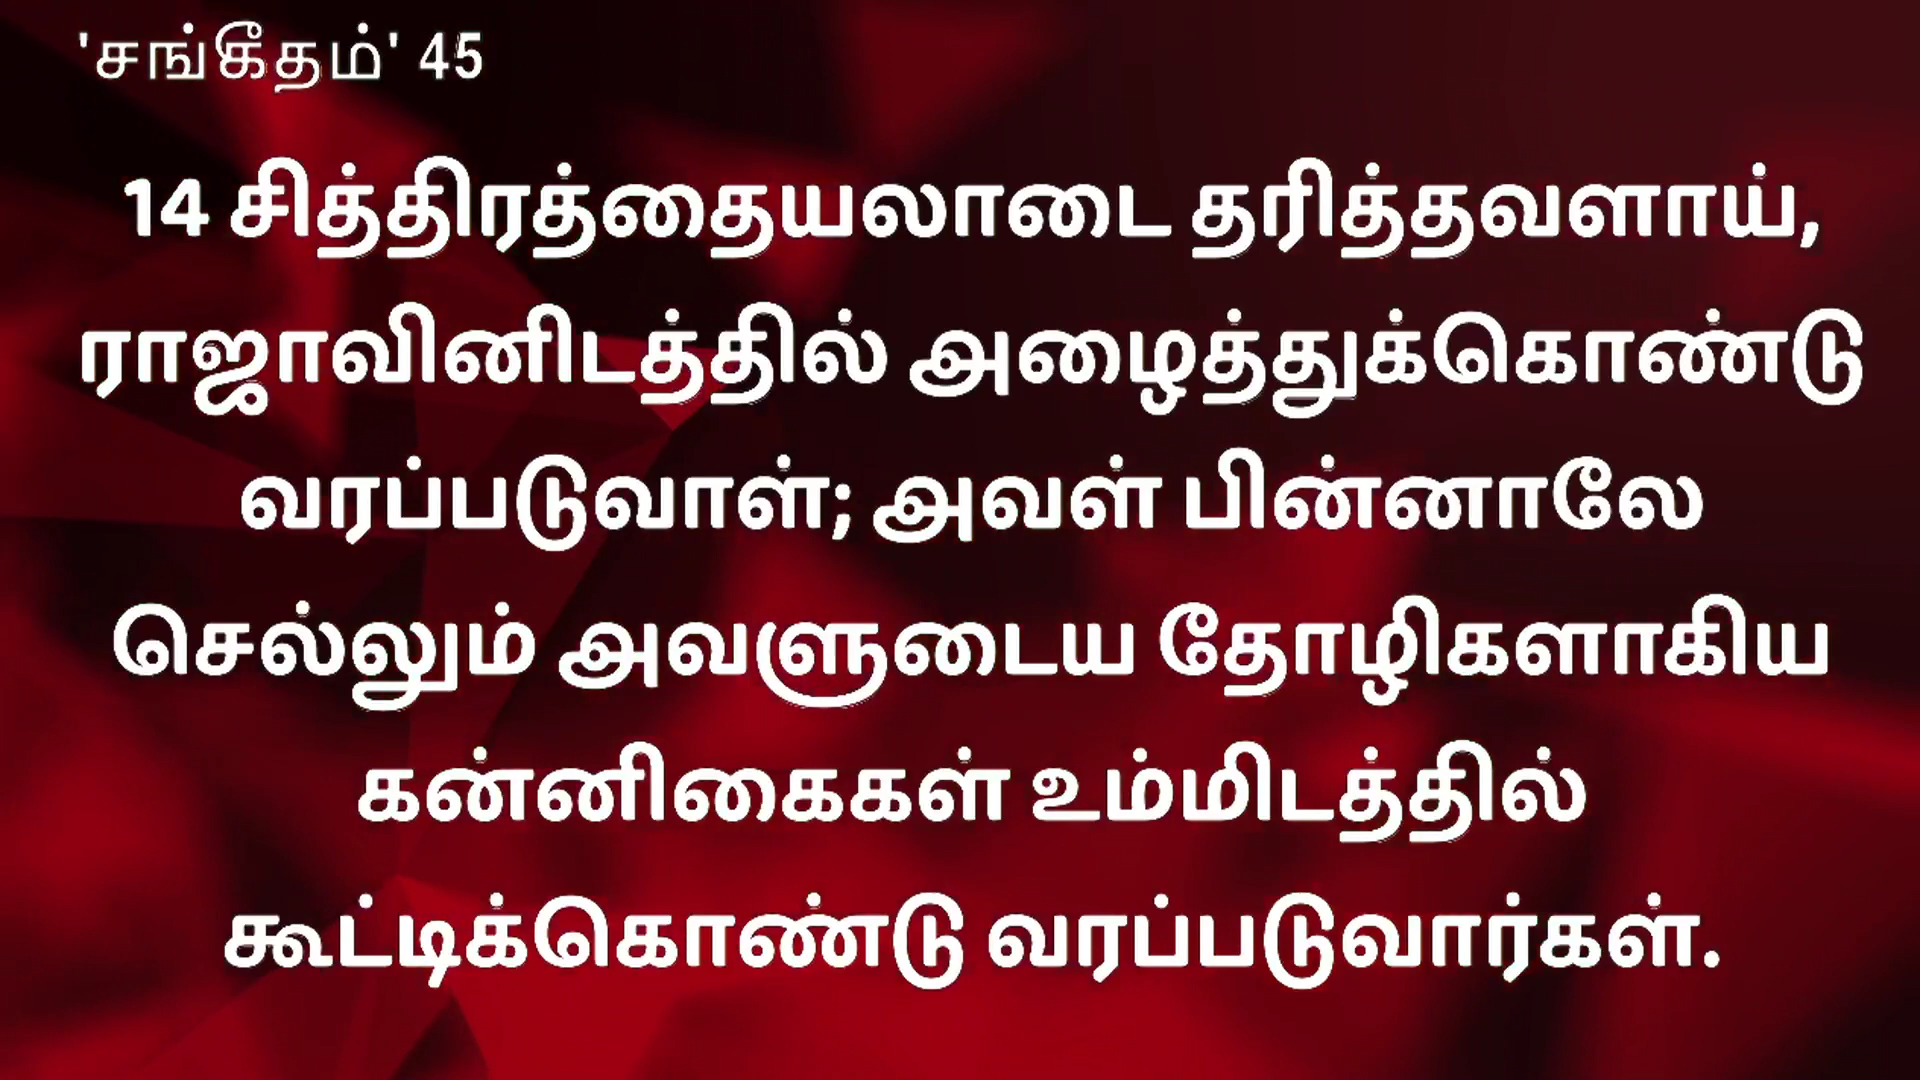 'சங்கீதம்' 45
14 சித்திரத்தையலாடை தரித்தவளாய்,
ராஜாவினிடத்தில் அழைத்துக்கொண்டு
வரப்படுவாள்; அவள் பின்னாலே
செல்லும் அவளுடைய தோழிகளாகிய
கன்னிகைகள் உம்மிடத்தில்
கூட்டிக்கொண்டு வரப்படுவார்கள்.